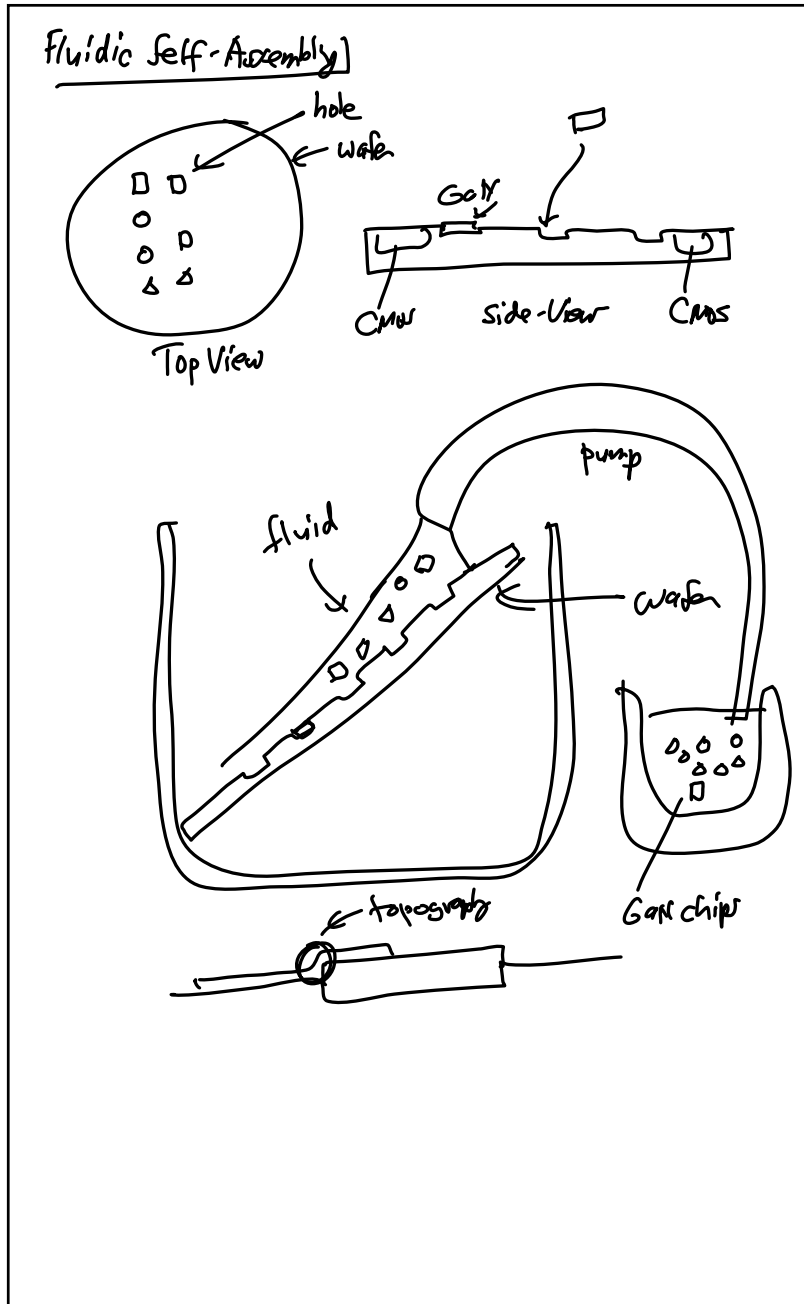 Fluidic Self-Assembly
hole
wafer
GaN
CMOS
Side-View
CMOS
Top View
pump
fluid
wafer
topography
GaN chips